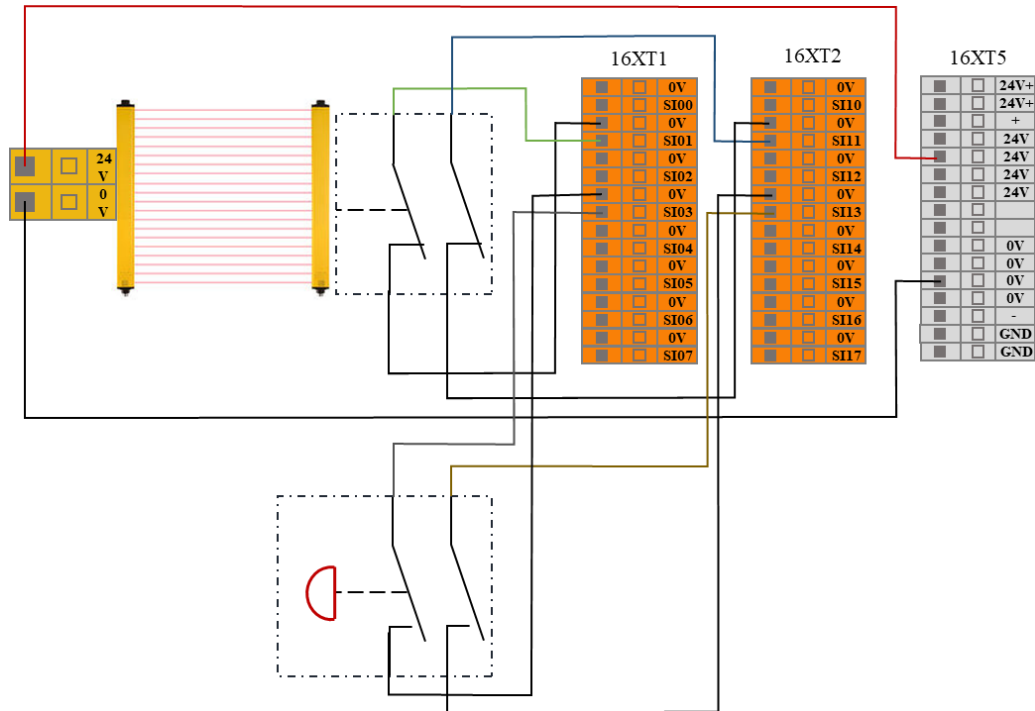 16XT1
16XT2
16XT5
24
V
0
V
0V
SI00
0V
SI01
0V
SI02
0V
SI03
0V
SI04
0V
SI05
0V
SI06
0V
SI07
0V
SI10
0V
SI11
0V
SI12
0V
SI13
0V
SI14
0V
SI15
0V
SI16
0V
SI17
24V+
24V+
+
24V
24V
24V
24V
0V
0V
0V
0V
-
GND
GND